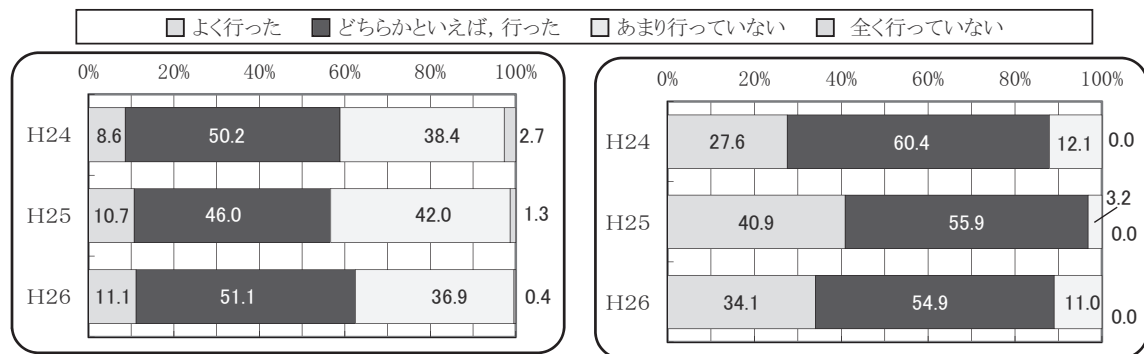 よく行った どちらかといえば，行った あまり行っていない 全く行っていない
0% 20% 40% 60% 80% 100%
H24 8.6 50.2 38.4 2.7
H25 10.7 46.0 42.0 1.3
H26 11.1 51.1 36.9 0.4
0% 20% 40% 60% 80% 100%
H24 27.6 60.4 12.1 0.0
H25 40.9 55.9 3.2 0.0
H26 34.1 54.9 11.0 0.0